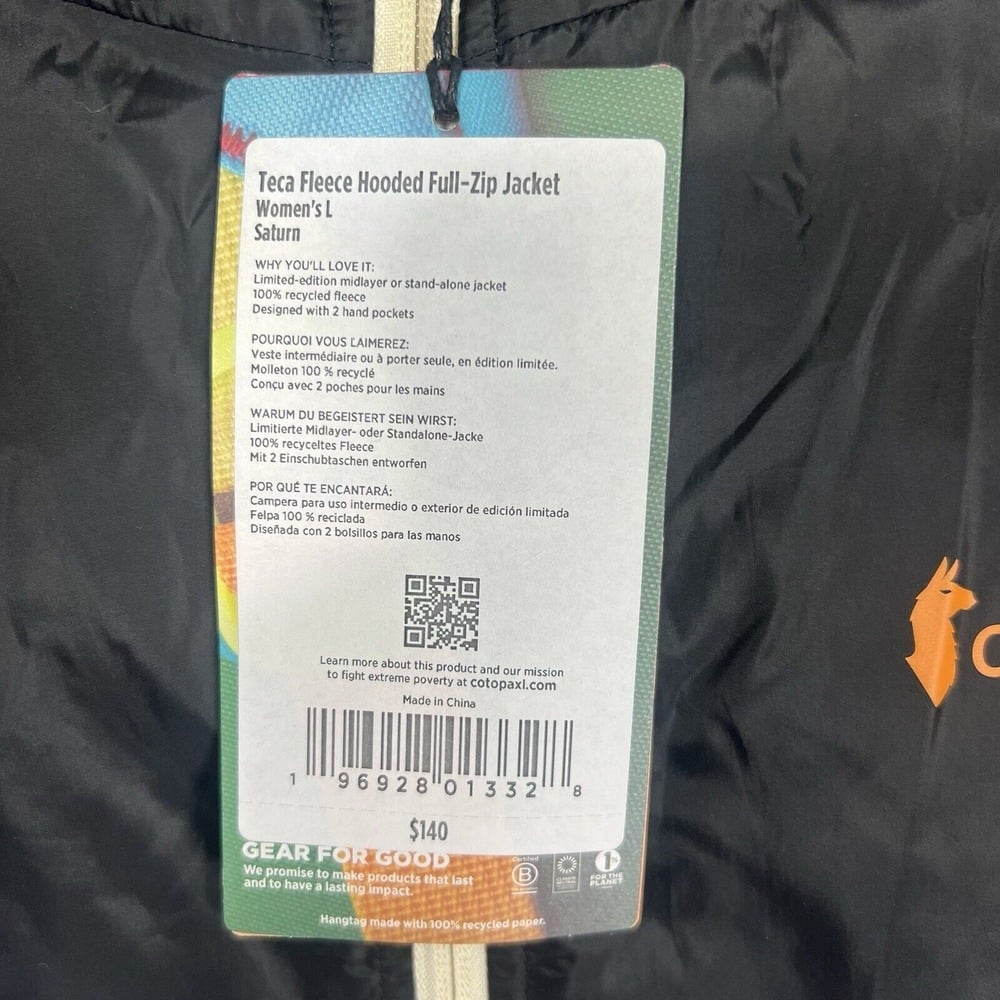 Teca Fleece Hooded Full-Zip Jacket
Women's L
Saturn
WHY YOU'LL LOVE IT:
Limited-edition midlayer or stand-alone jacket
100% recycled fleece
Designed with 2 hand pockets
POURQUOI VOUS L'AIMEREZ:
Veste intermédiaire ou à porter seule, en édition limitée.
Molleton 100 % recyclé
Conçu avec 2 poches pour les mains
WARUM DU BEGEISTERT SEIN WIRST:
Limitierte Midlayer- oder Standalone-Jacke
100% recyceltes Fleece
Mit 2 Einschubtaschen entworfen
POR QUÉ TE ENCANTARÁ:
Campera para uso intermedio o exterior de edición limitada
Felpa 100 % reciclada
Diseñada con 2 bolsillos para las manos
Learn more about this product and our mission
to fight extreme poverty at cotopaxi.com
Made in China
1 96928 01332 8
$140
GEAR FOR GOOD
We promise to make products that last
and to have a lasting impact.
Certified
B
1%
FOR THE
PLANET
Hangtag made with 100% recycled paper.
C